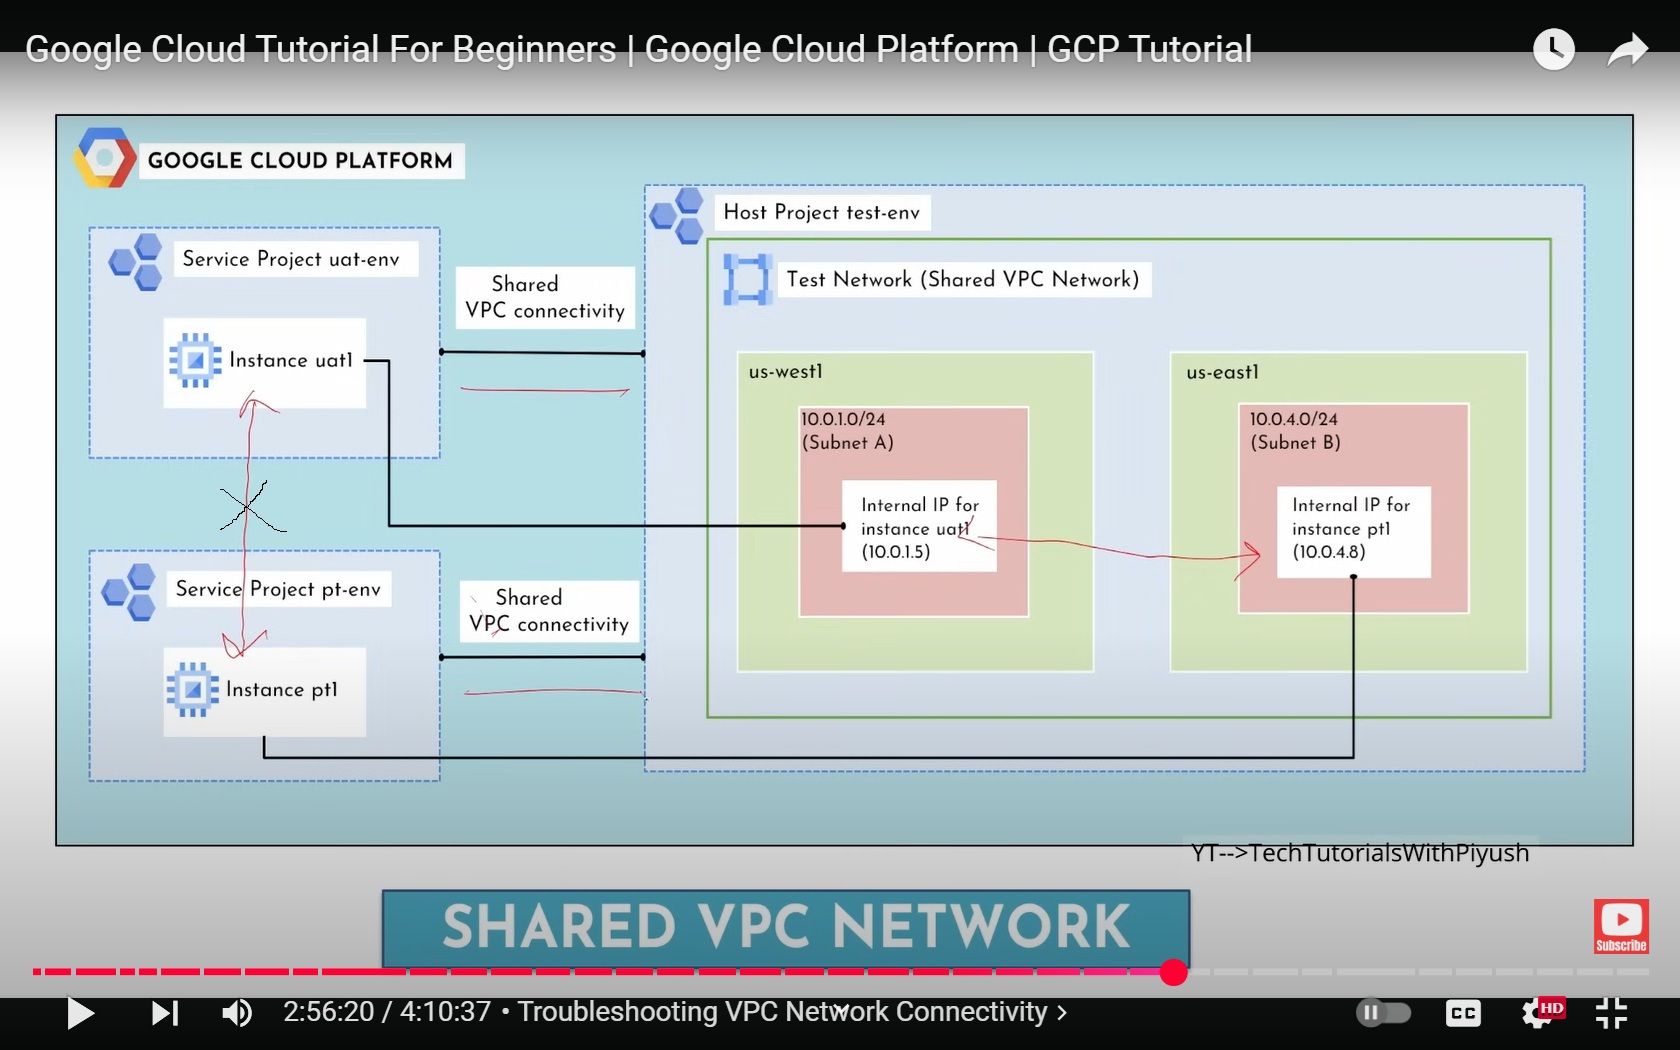 Google Cloud Tutorial For Beginners | Google Cloud Platform | GCP Tutorial
GOOGLE CLOUD PLATFORM
Host Project test-env
Service Project uat-env
Shared
VPC connectivity
Test Network (Shared VPC Network)
Instance uat1
us-west1
us-east1
10.0.1.0/24
(Subnet A)
10.0.4.0/24
(Subnet B)
Internal IP for
instance uat1
(10.0.1.5)
Internal IP for
instance pt1
(10.0.4.8)
Service Project pt-env
Shared
VPC connectivity
Instance pt1
YT-->TechTutorialsWithPiyush
SHARED VPC NETWORK
Subscribe
2:56:20 / 4:10:37 • Troubleshooting VPC Network Connectivity >
CC
HD